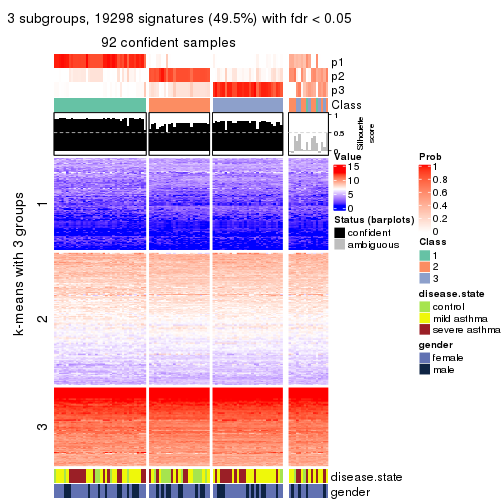 3 subgroups, 19298 signatures (49.5%) with fdr < 0.05
92 confident samples
p1
p2
p3
Class
1
0.5
0
Silhouette
score
k-means with 3 groups
1
2
3
disease.state
gender
Value
15
10
5
0
Status (barplots)
confident
ambiguous
Prob
1
0.8
0.6
0.4
0.2
0
Class
1
2
3
disease.state
control
mild asthma
severe asthma
gender
female
male